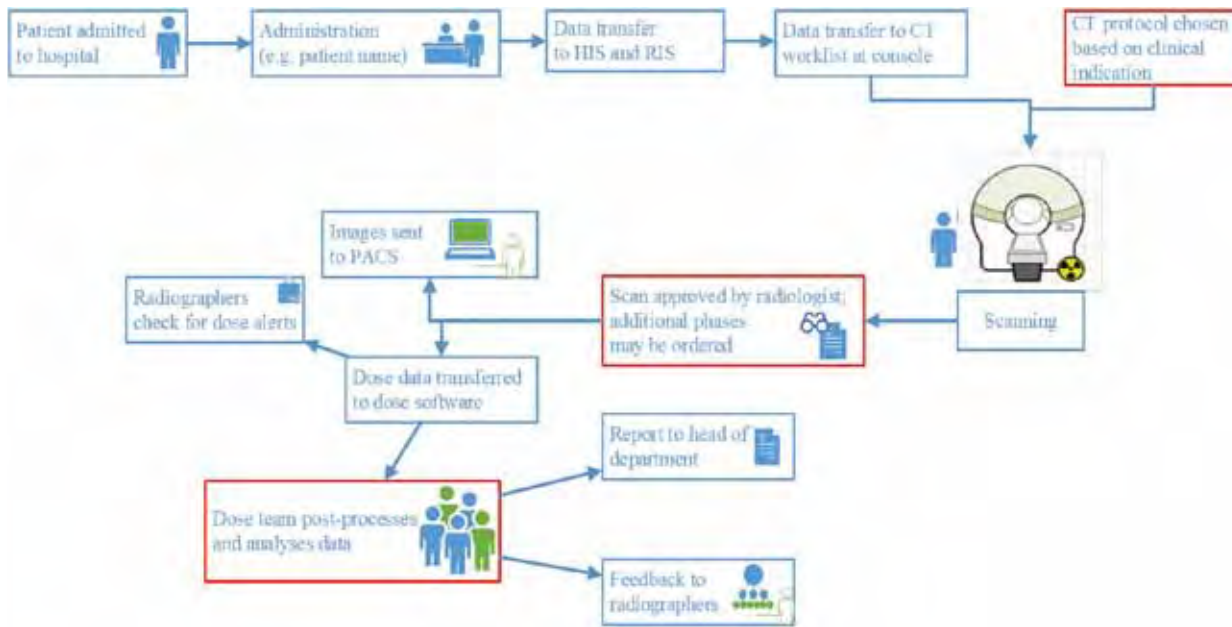 Patient admitted
to hospital
Administration
(e.g. patient name)
Data transfer
to HIS and RIS
Data transfer to CT
worklist at console
CT protocol chosen
based on clinical
indication
Images sent
to PACS
Radiographers
check for dose alerts
Scan approved by radiologist;
additional phases
may be ordered
Scanning
Dose data transferred
to dose software
Report to head of
department
Dose team post-processes
and analyses data
Feedback to
radiographers